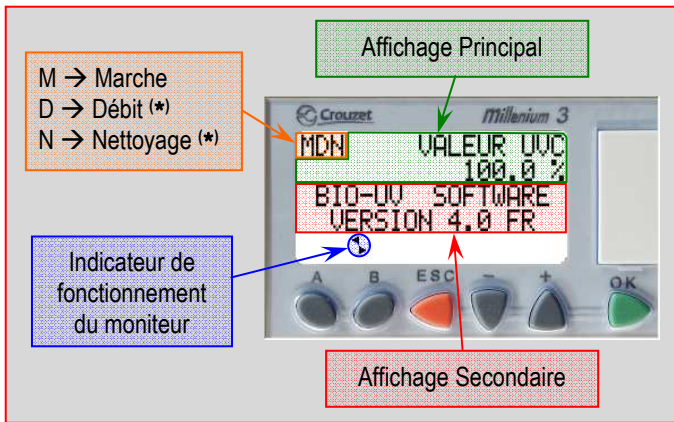 Affichage Principal
M → Marche
D → Débit (*)
N → Nettoyage (*)
Crouzet
Millenium 3
MDN VALEUR UVC
100.0 %
BIO-UV SOFTWARE
VERSION 4.0 FR
Indicateur de
fonctionnement
du moniteur
A B ESC - + OK
Affichage Secondaire